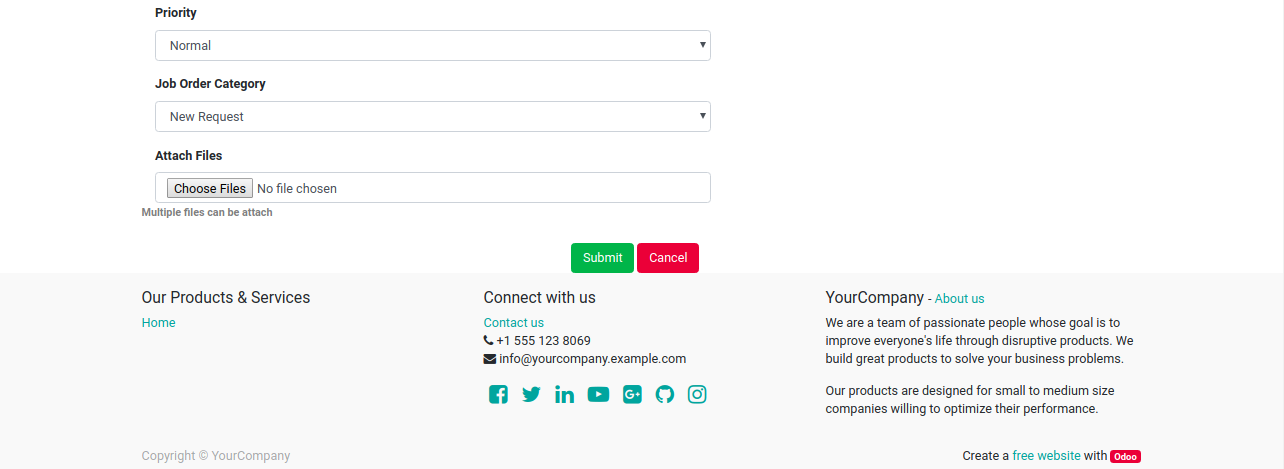 Priority
Normal
Job Order Category
New Request
Attach Files
Choose Files No file chosen
Multiple files can be attach
Submit Cancel
Our Products & Services
Home
Connect with us
Contact us
+1 555 123 8069
info@yourcompany.example.com
YourCompany - About us
We are a team of passionate people whose goal is to
improve everyone's life through disruptive products. We
build great products to solve your business problems.
Our products are designed for small to medium size
companies willing to optimize their performance.
Copyright © YourCompany
Create a free website with Odoo